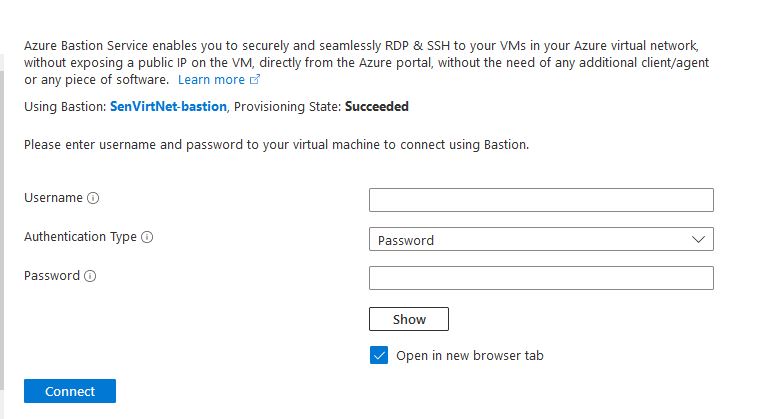 Azure Bastion Service enables you to securely and seamlessly RDP & SSH to your VMs in your Azure virtual network,
without exposing a public IP on the VM, directly from the Azure portal, without the need of any additional client/agent
or any piece of software. Learn more
Using Bastion: SenVirtNet-bastion, Provisioning State: Succeeded
Please enter username and password to your virtual machine to connect using Bastion.
Username
Authentication Type
Password
Password
Show
Open in new browser tab
Connect